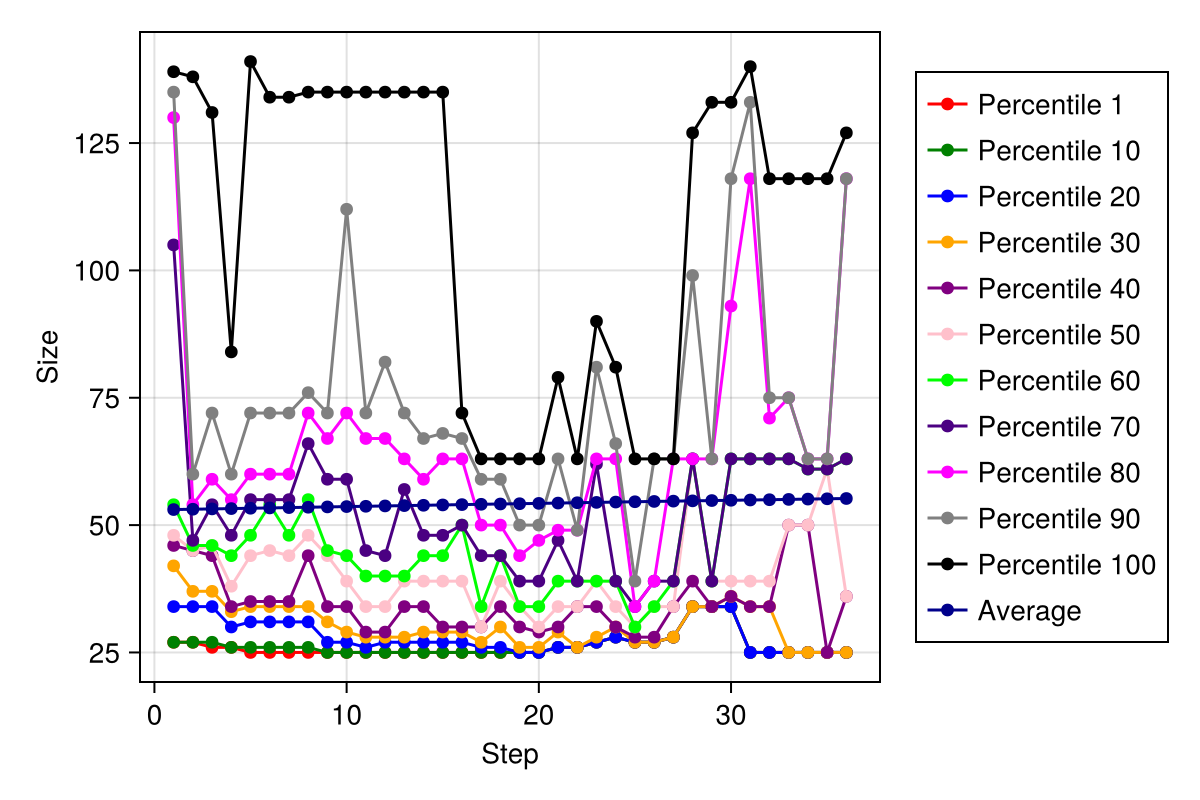 125
100
75
50
25
Size
0 10 20 30
Step
Percentile 1
Percentile 10
Percentile 20
Percentile 30
Percentile 40
Percentile 50
Percentile 60
Percentile 70
Percentile 80
Percentile 90
Percentile 100
Average